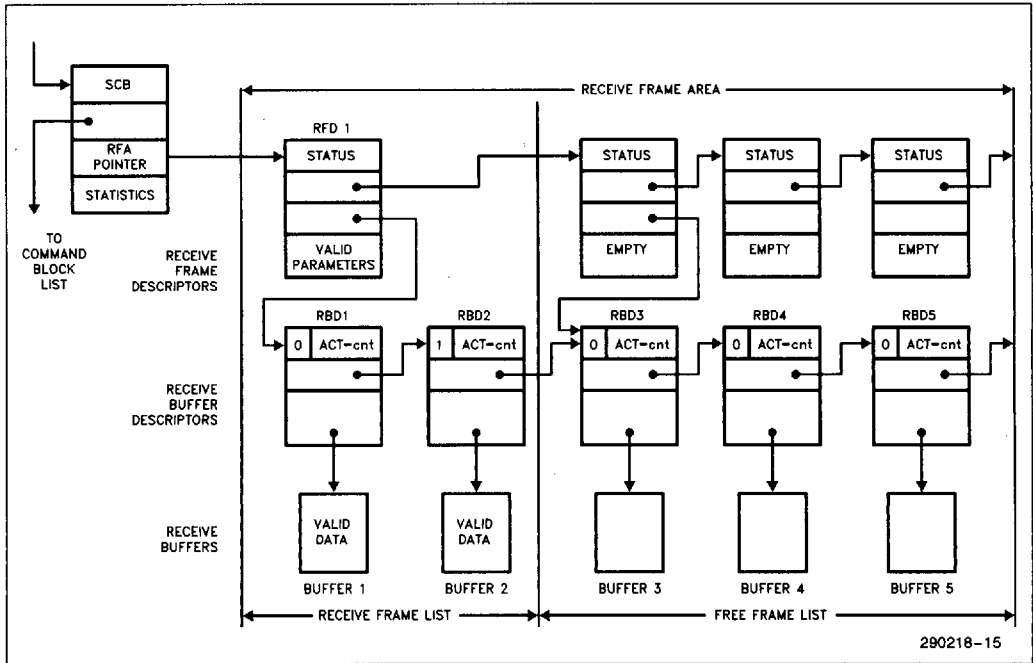 SCB
RFA
POINTER
STATISTICS
TO
COMMAND
BLOCK
LIST
RECEIVE FRAME AREA
RFD 1
STATUS
VALID
PARAMETERS
STATUS
EMPTY
STATUS
EMPTY
STATUS
EMPTY
RECEIVE
FRAME
DESCRIPTORS
RBD1
0 ACT=cnt
RBD2
1 ACT=cnt
RBD3
0 ACT=cnt
RBD4
0 ACT=cnt
RBD5
0 ACT=cnt
RECEIVE
BUFFER
DESCRIPTORS
RECEIVE
BUFFERS
VALID
DATA
VALID
DATA
BUFFER 1
BUFFER 2
BUFFER 3
BUFFER 4
BUFFER 5
RECEIVE FRAME LIST
FREE FRAME LIST
290218-15